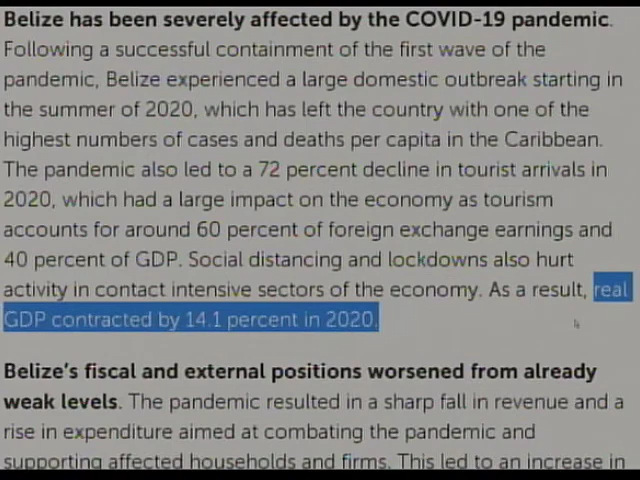 Belize has been severely affected by the COVID-19 pandemic.
Following a successful containment of the first wave of the
pandemic, Belize experienced a large domestic outbreak starting in
the summer of 2020, which has left the country with one of the
highest numbers of cases and deaths per capita in the Caribbean.
The pandemic also led to a 72 percent decline in tourist arrivals in
2020, which had a large impact on the economy as tourism
accounts for around 60 percent of foreign exchange earnings and
40 percent of GDP. Social distancing and lockdowns also hurt
activity in contact intensive sectors of the economy. As a result, real
GDP contracted by 14.1 percent in 2020.
Belize's fiscal and external positions worsened from already
weak levels. The pandemic resulted in a sharp fall in revenue and a
rise in expenditure aimed at combating the pandemic and
supporting affected households and firms. This led to an increase in